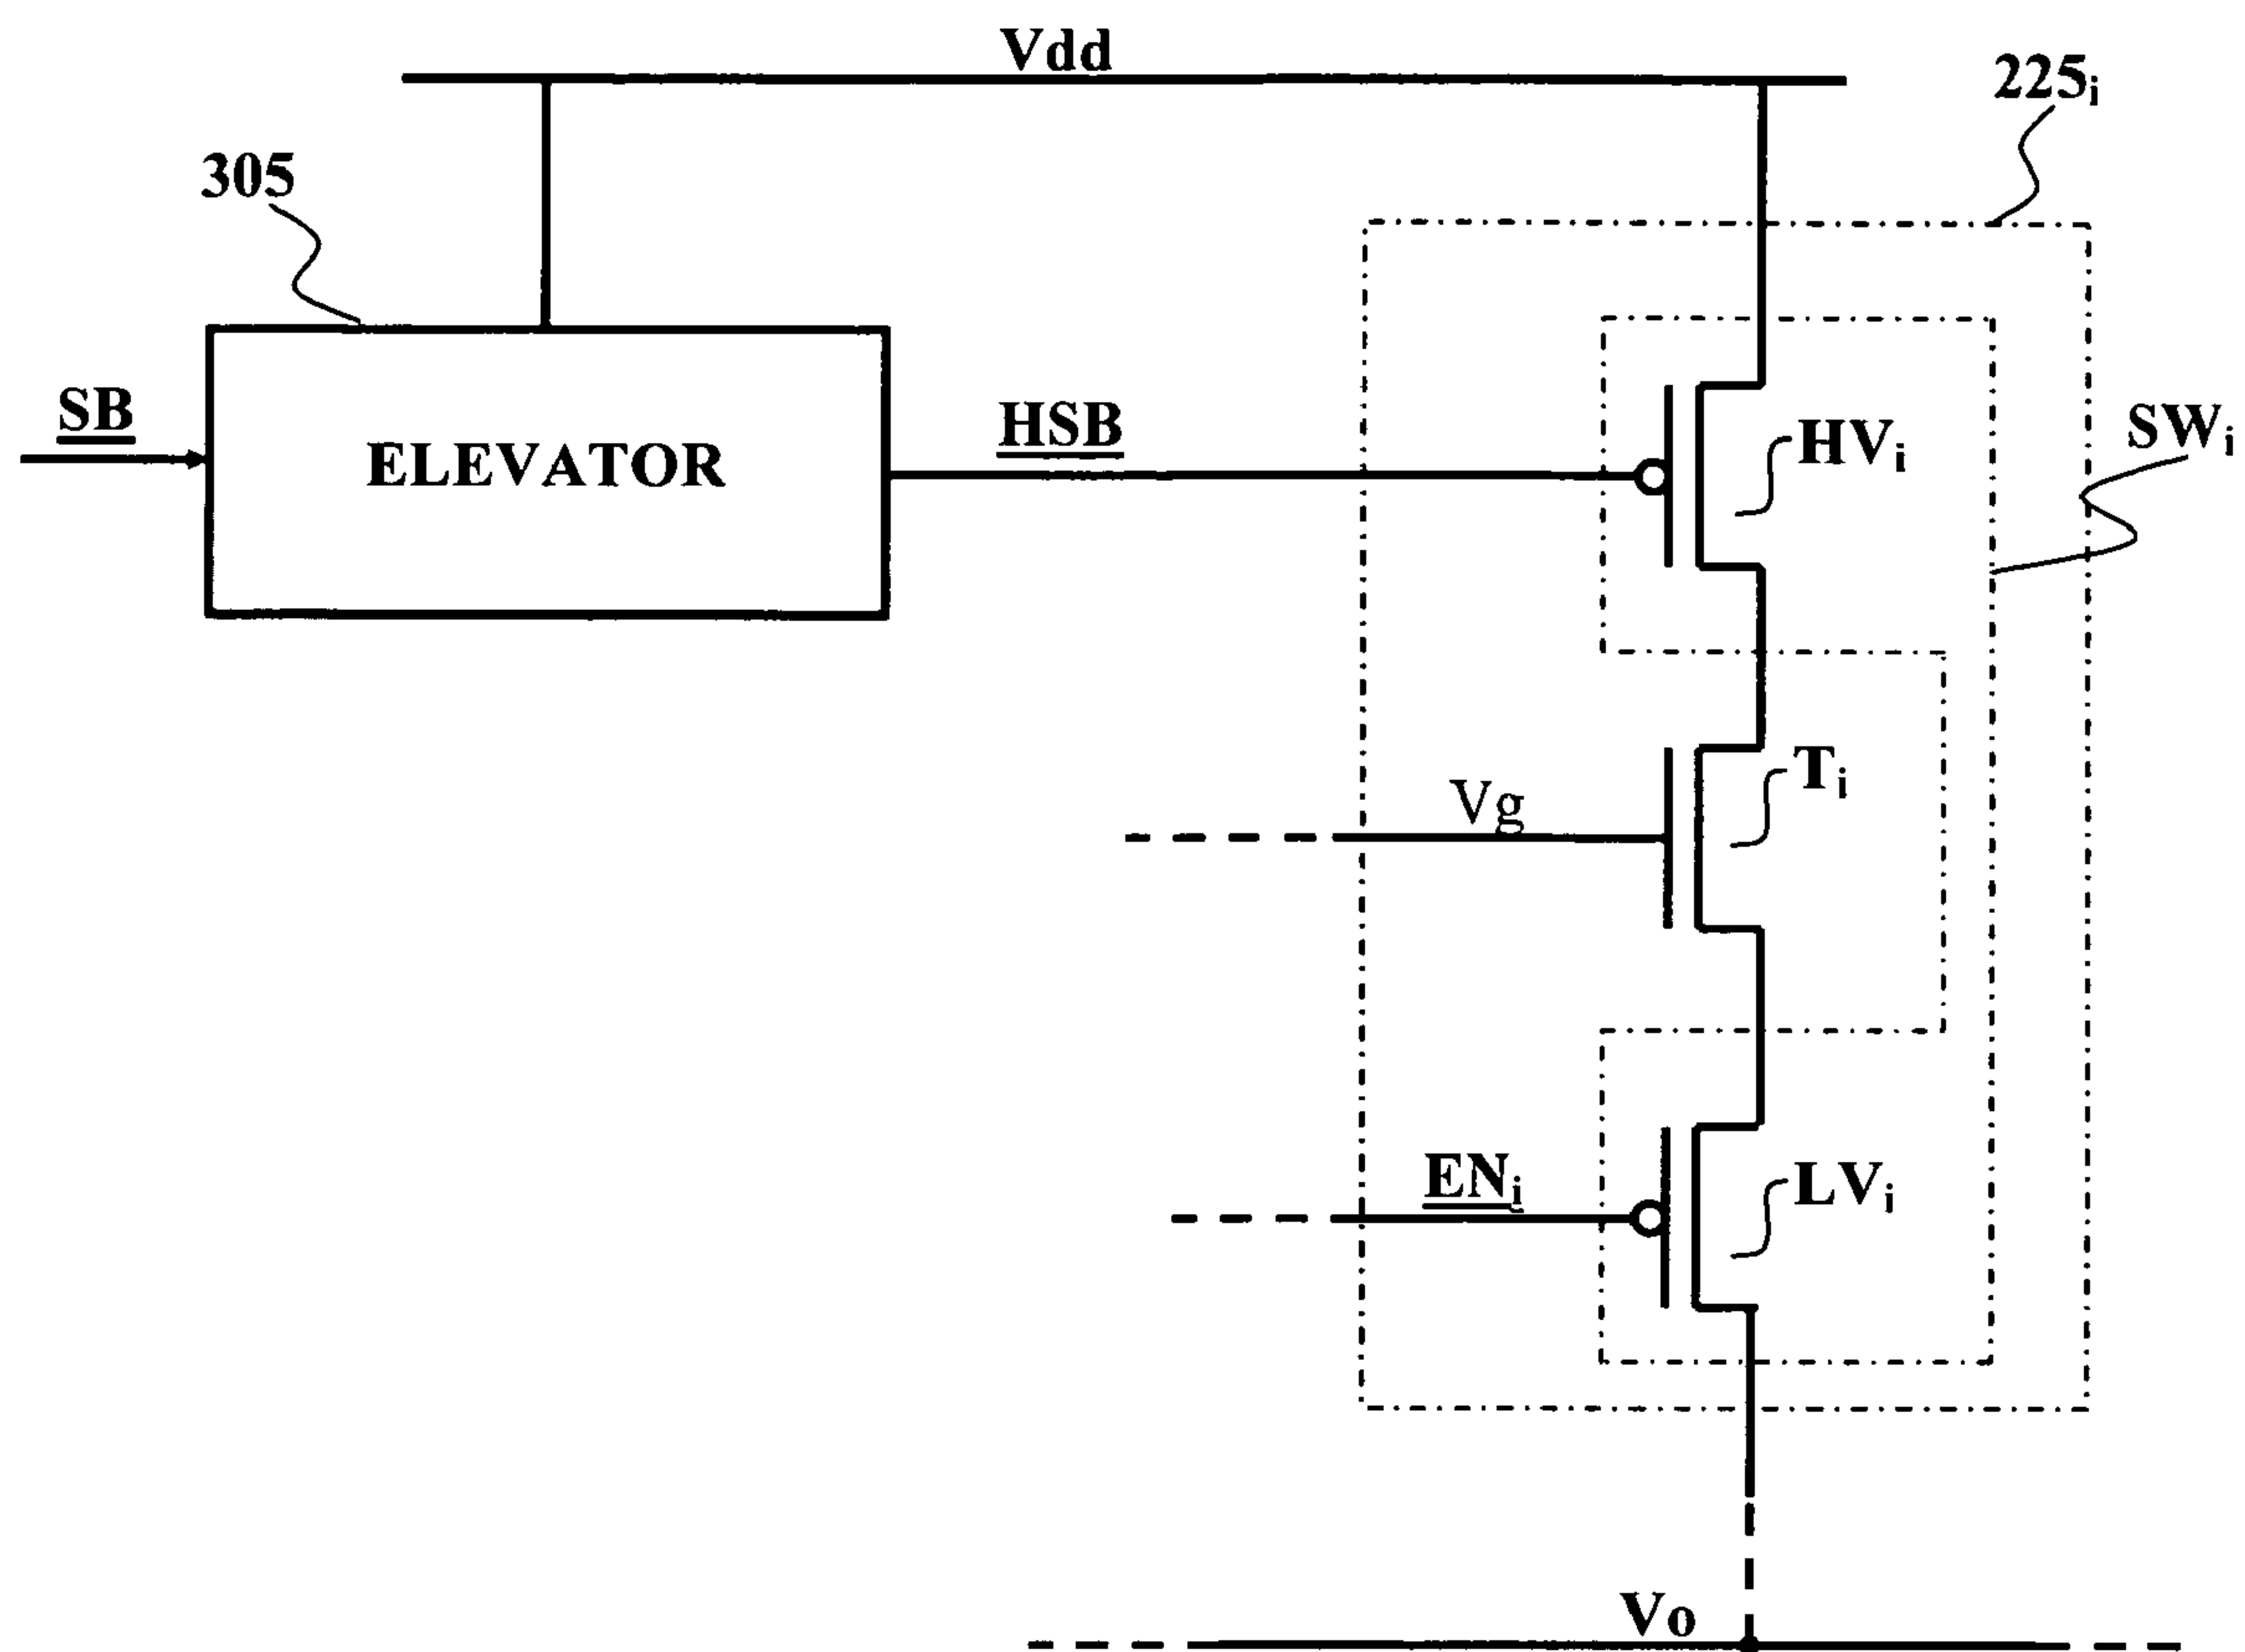 Vdd
225i
305
SB
ELEVATOR
HSB
HVi
SWi
Vg
Ti
ENi
LVi
Vo